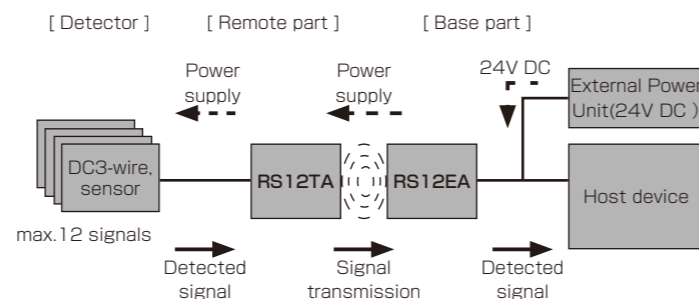 [ Detector ]
[ Remote part ]
[ Base part ]
Power
supply
Power
supply
24V DC
External Power
Unit(24V DC )
DC3-wire,
sensor
RS12TA
RS12EA
Host device
max.12 signals
Detected
signal
Signal
transmission
Detected
signal